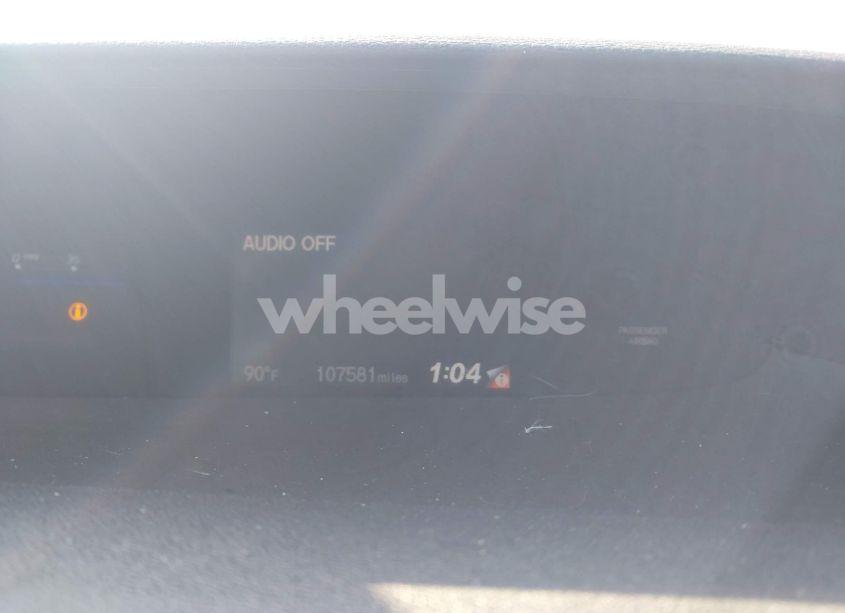 AUDIO OFF
wheelwise
PASSENGER
AIRBAG
90°F 107581 miles 1:04